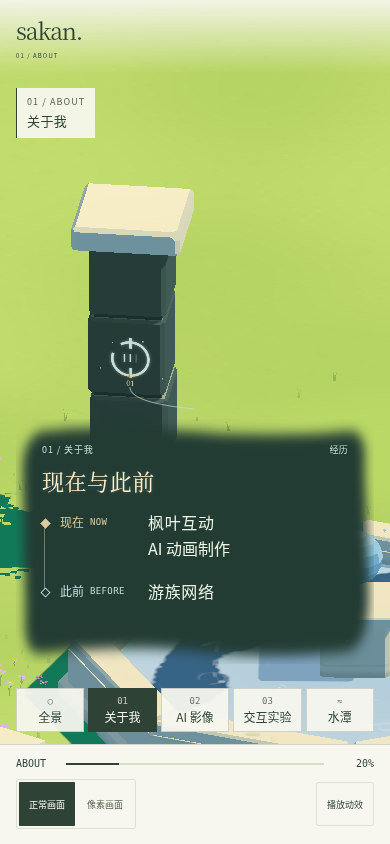 sakan.
01 / ABOUT
01 / ABOUT
关于我
01
01 / 关于我 经历
现在与此前
现在 NOW 枫叶互动
AI 动画制作
此前 BEFORE 游族网络
○ 01 02 03 ≈
全景 关于我 AI 影像 交互实验 水潭
ABOUT 20%
正常画面 像素画面 播放动效